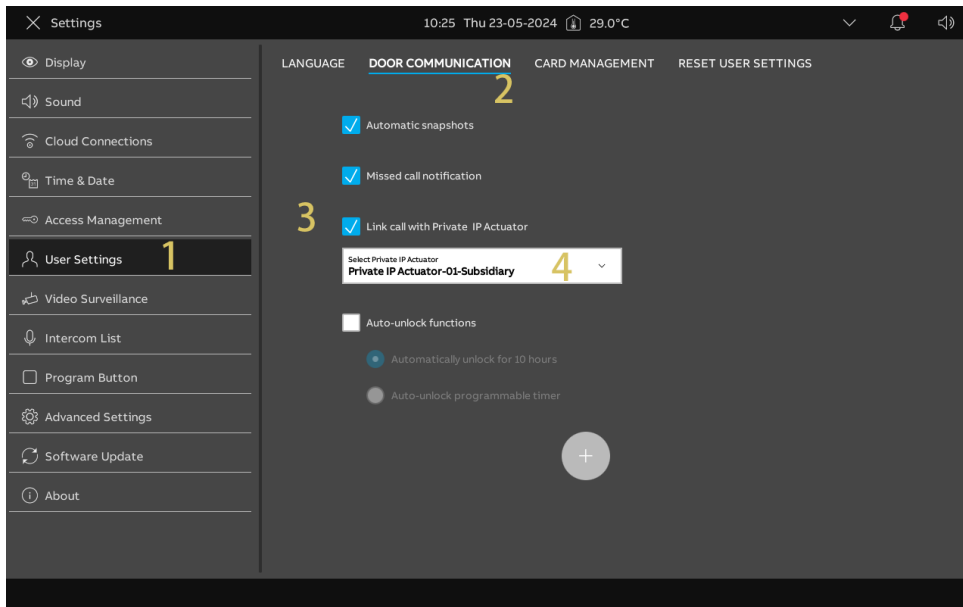 Settings
10:25 Thu 23-05-2024 29.0°C
Display
Sound
Cloud Connections
Time & Date
Access Management
User Settings
1
Video Surveillance
Intercom List
Program Button
Advanced Settings
Software Update
About
LANGUAGE DOOR COMMUNICATION CARD MANAGEMENT RESET USER SETTINGS
2
Automatic snapshots
Missed call notification
3
Link call with Private IP Actuator
Select Private IP Actuator
Private IP Actuator-01-Subsidiary
4
Auto-unlock functions
Automatically unlock for 10 hours
Auto-unlock programmable timer
+